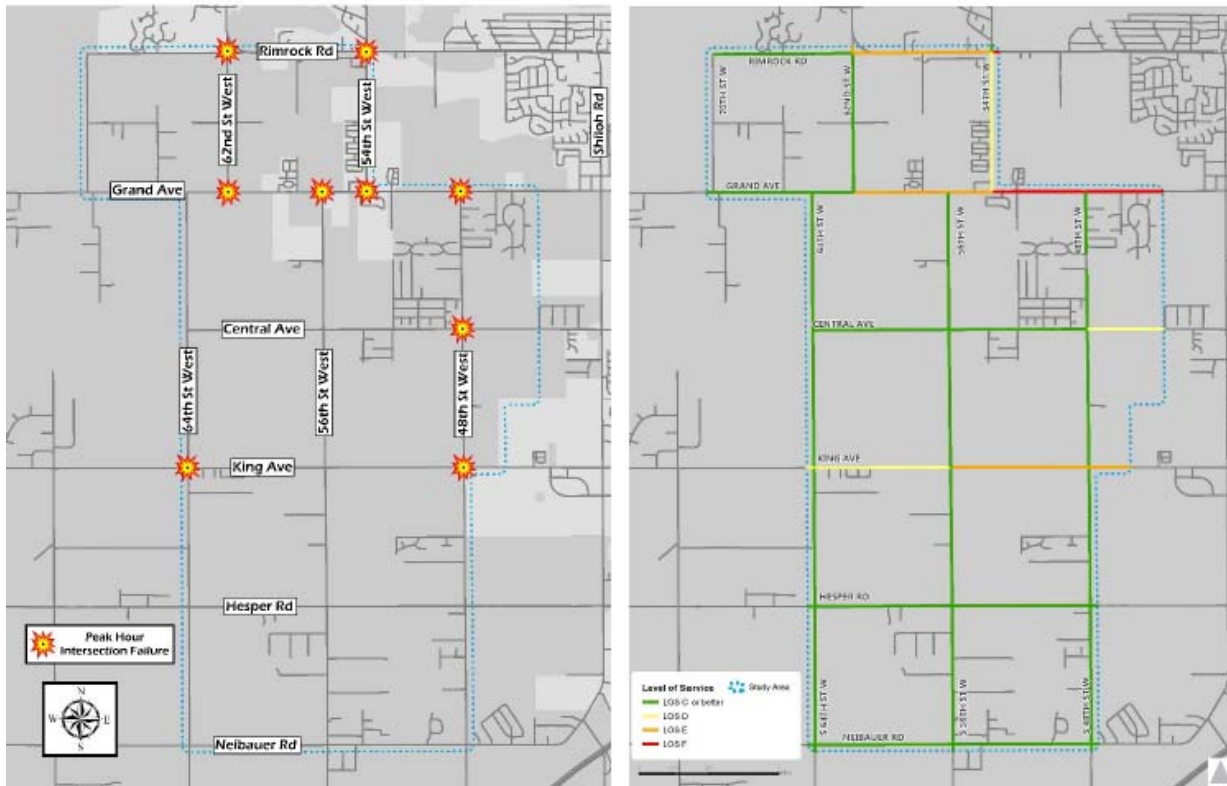 Rimrock Rd
62nd St West
54th St West
Shiloh Rd
Grand Ave
Central Ave
64th St West
56th St West
48th St West
King Ave
Hesper Rd
Peak Hour
Intersection Failure
N
W
E
S
Neibauer Rd
RIMROCK RD
70TH ST W
62ND ST W
54TH ST W
GRAND AVE
64TH ST W
56TH ST W
48TH ST W
CENTRAL AVE
KING AVE
HESPER RD
Level of Service
Study Area
LOS C or better
LOS D
LOS E
LOS F
S 64TH ST W
S 56TH ST W
S 48TH ST W
NEIBAUER RD